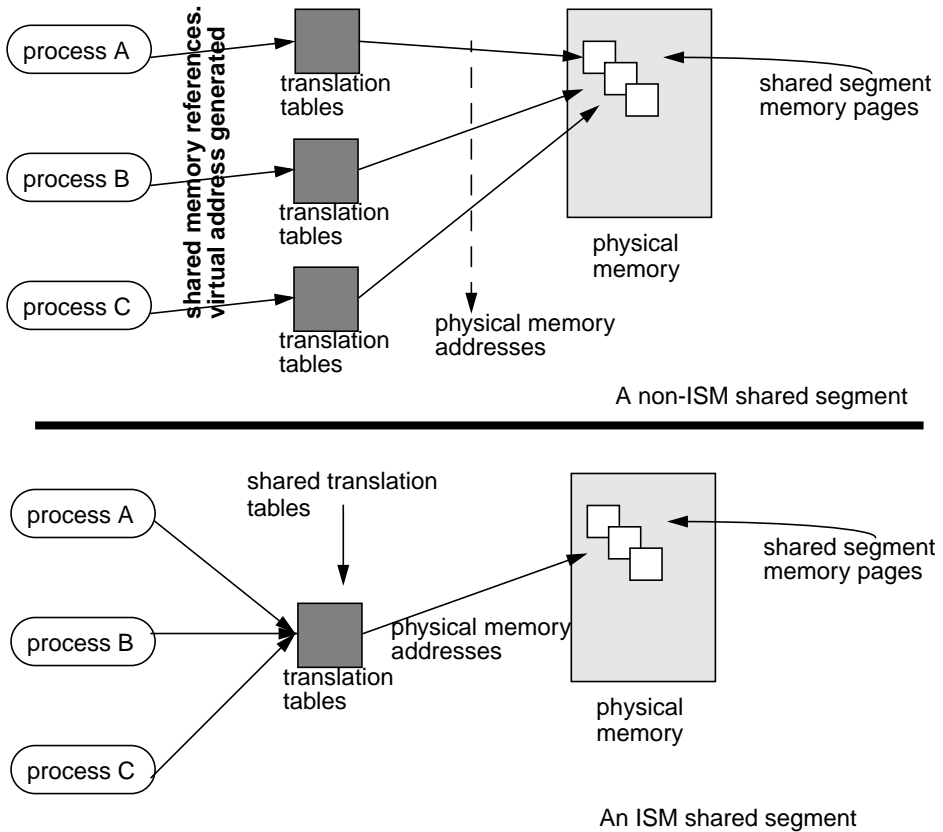 process A
shared memory references.
virtual address generated
translation
tables
shared segment
memory pages
process B
translation
tables
physical
memory
process C
translation
tables
physical memory
addresses
A non-ISM shared segment
shared translation
tables
process A
shared segment
memory pages
process B
physical memory
addresses
translation
tables
physical
memory
process C
An ISM shared segment